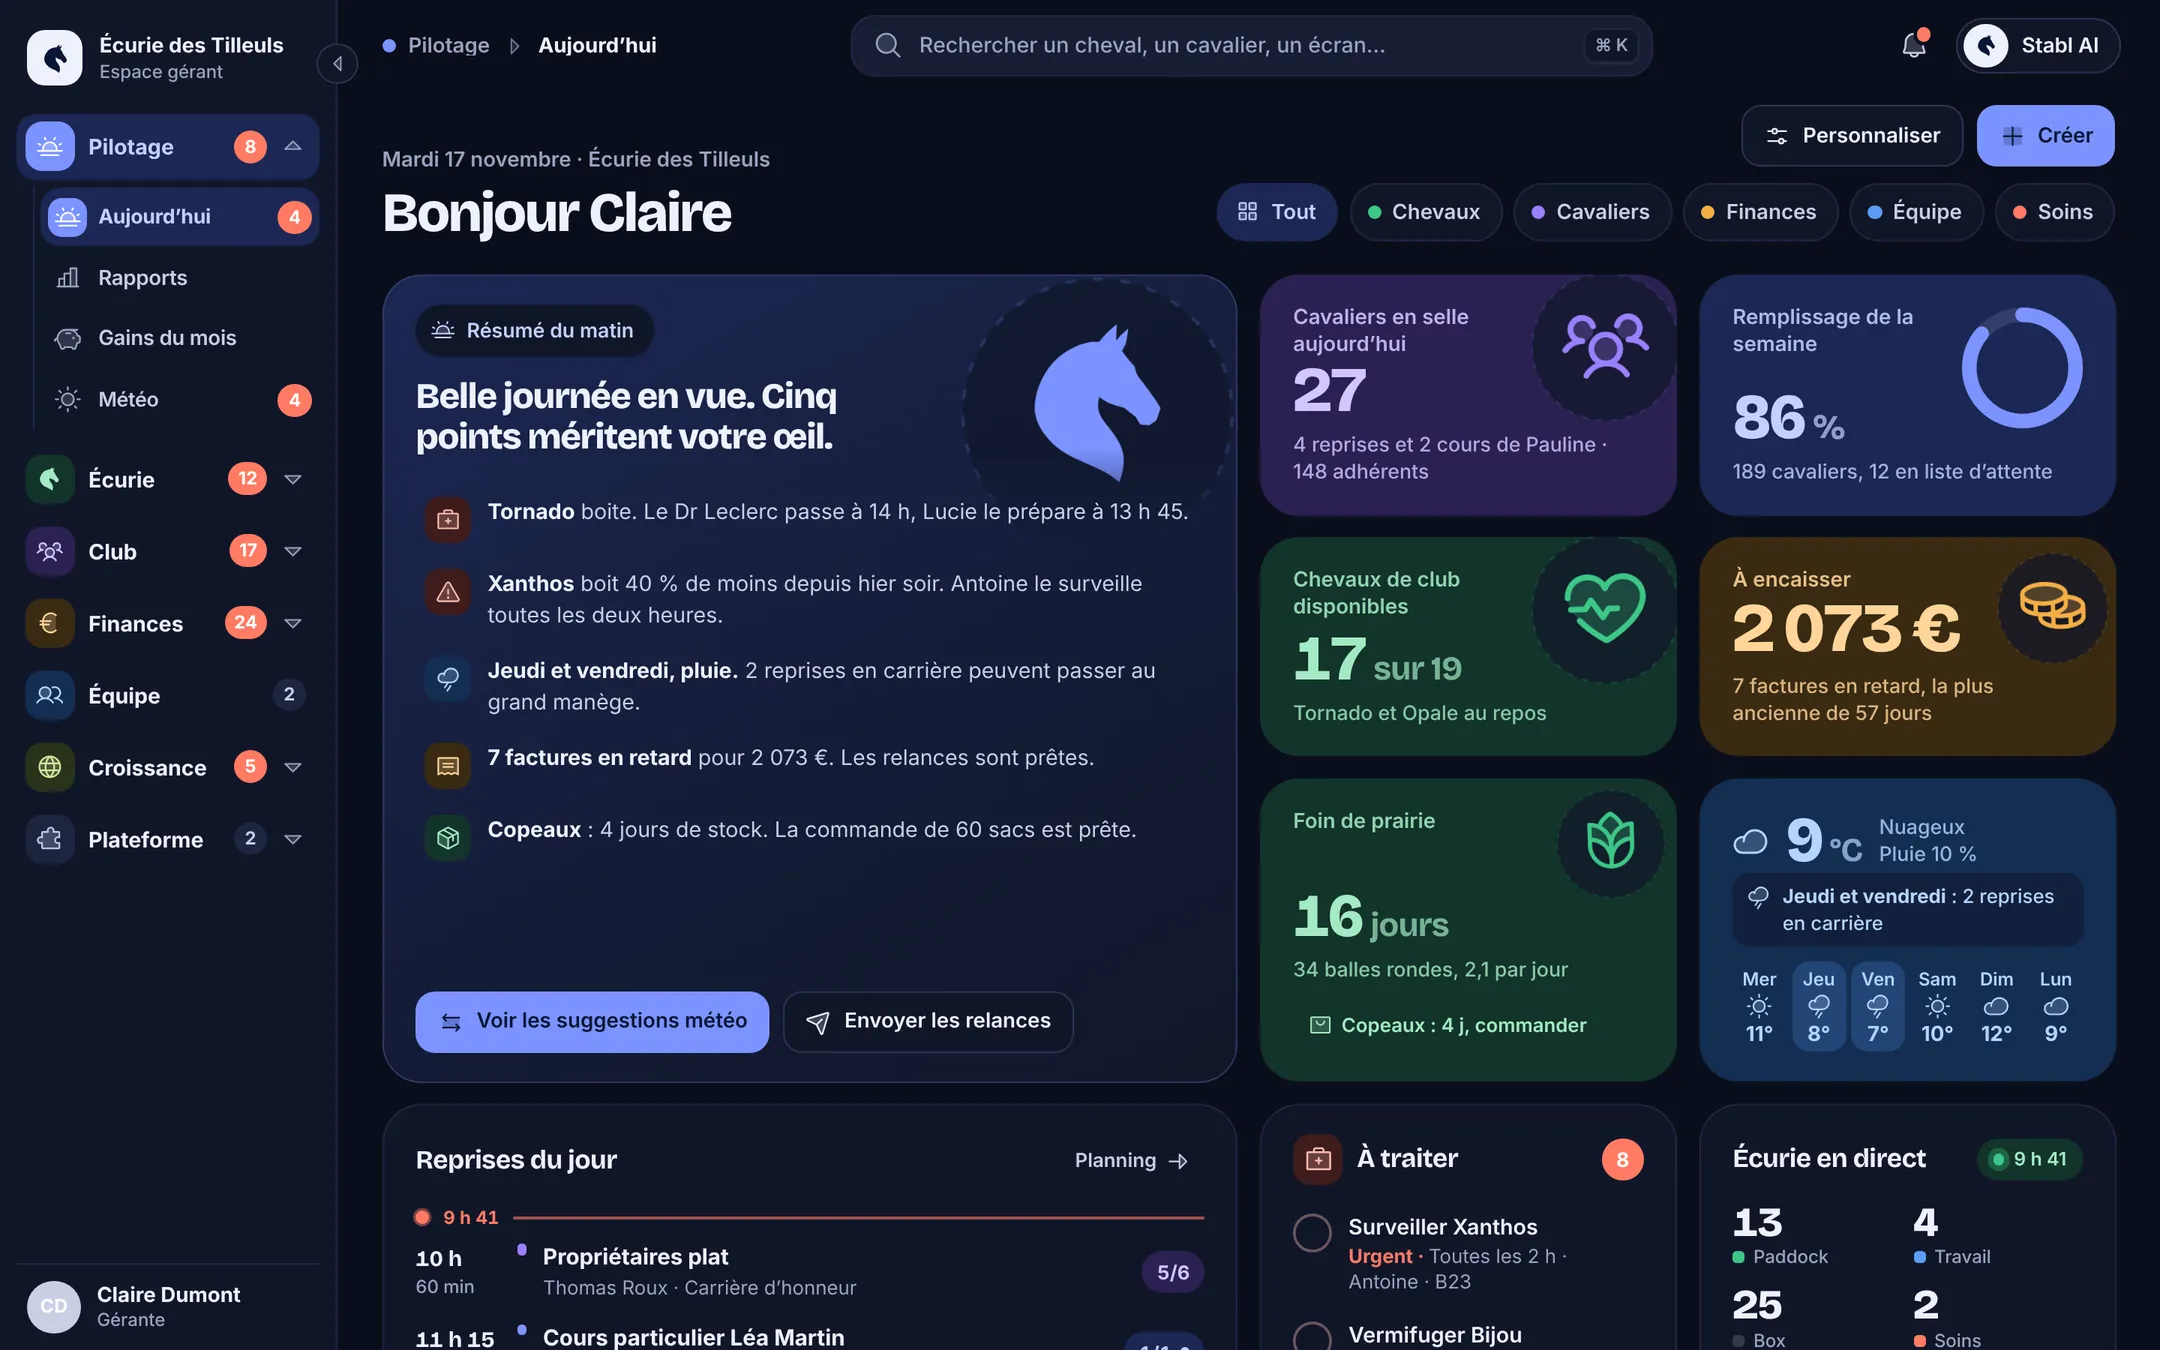 Écurie des Tilleuls
Espace gérant
Pilotage
8
Aujourd’hui
4
Rapports
Gains du mois
Météo
4
Écurie
12
Club
17
Finances
24
Équipe
2
Croissance
5
Plateforme
2
CD
Claire Dumont
Gérante
Pilotage
Aujourd’hui
Rechercher un cheval, un cavalier, un écran…
⌘ K
Stabl AI
Personnaliser
Créer
Mardi 17 novembre · Écurie des Tilleuls
Bonjour Claire
Tout
Chevaux
Cavaliers
Finances
Équipe
Soins
Résumé du matin
Belle journée en vue. Cinq
points méritent votre œil.
Tornado boite. Le Dr Leclerc passe à 14 h, Lucie le prépare à 13 h 45.
Xanthos boit 40 % de moins depuis hier soir. Antoine le surveille
toutes les deux heures.
Jeudi et vendredi, pluie. 2 reprises en carrière peuvent passer au
grand manège.
7 factures en retard pour 2 073 €. Les relances sont prêtes.
Copeaux : 4 jours de stock. La commande de 60 sacs est prête.
Voir les suggestions météo
Envoyer les relances
Cavaliers en selle
aujourd’hui
27
4 reprises et 2 cours de Pauline ·
148 adhérents
Remplissage de la
semaine
86 %
189 cavaliers, 12 en liste d’attente
Chevaux de club
disponibles
17 sur 19
Tornado et Opale au repos
À encaisser
2 073 €
7 factures en retard, la plus
ancienne de 57 jours
Foin de prairie
16 jours
34 balles rondes, 2,1 par jour
Copeaux : 4 j, commander
9 °C
Nuageux
Pluie 10 %
Jeudi et vendredi : 2 reprises
en carrière
Mer Jeu Ven Sam Dim Lun
11° 8° 7° 10° 12° 9°
Reprises du jour
Planning
9 h 41
10 h
60 min
Propriétaires plat
Thomas Roux · Carrière d’honneur
5/6
11 h 15
Cours particulier Léa Martin
À traiter
8
Surveiller Xanthos
Urgent · Toutes les 2 h ·
Antoine · B23
Vermifuger Bijou
Écurie en direct
9 h 41
13
Paddock
4
Travail
25
Box
2
Soins